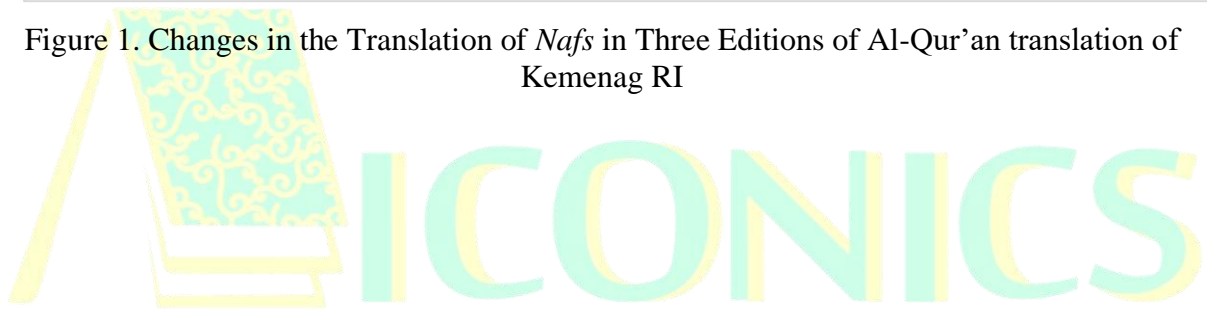 Figure 1. Changes in the Translation of Nafs in Three Editions of Al-Qur’an translation of
Kemenag RI
ICONICS